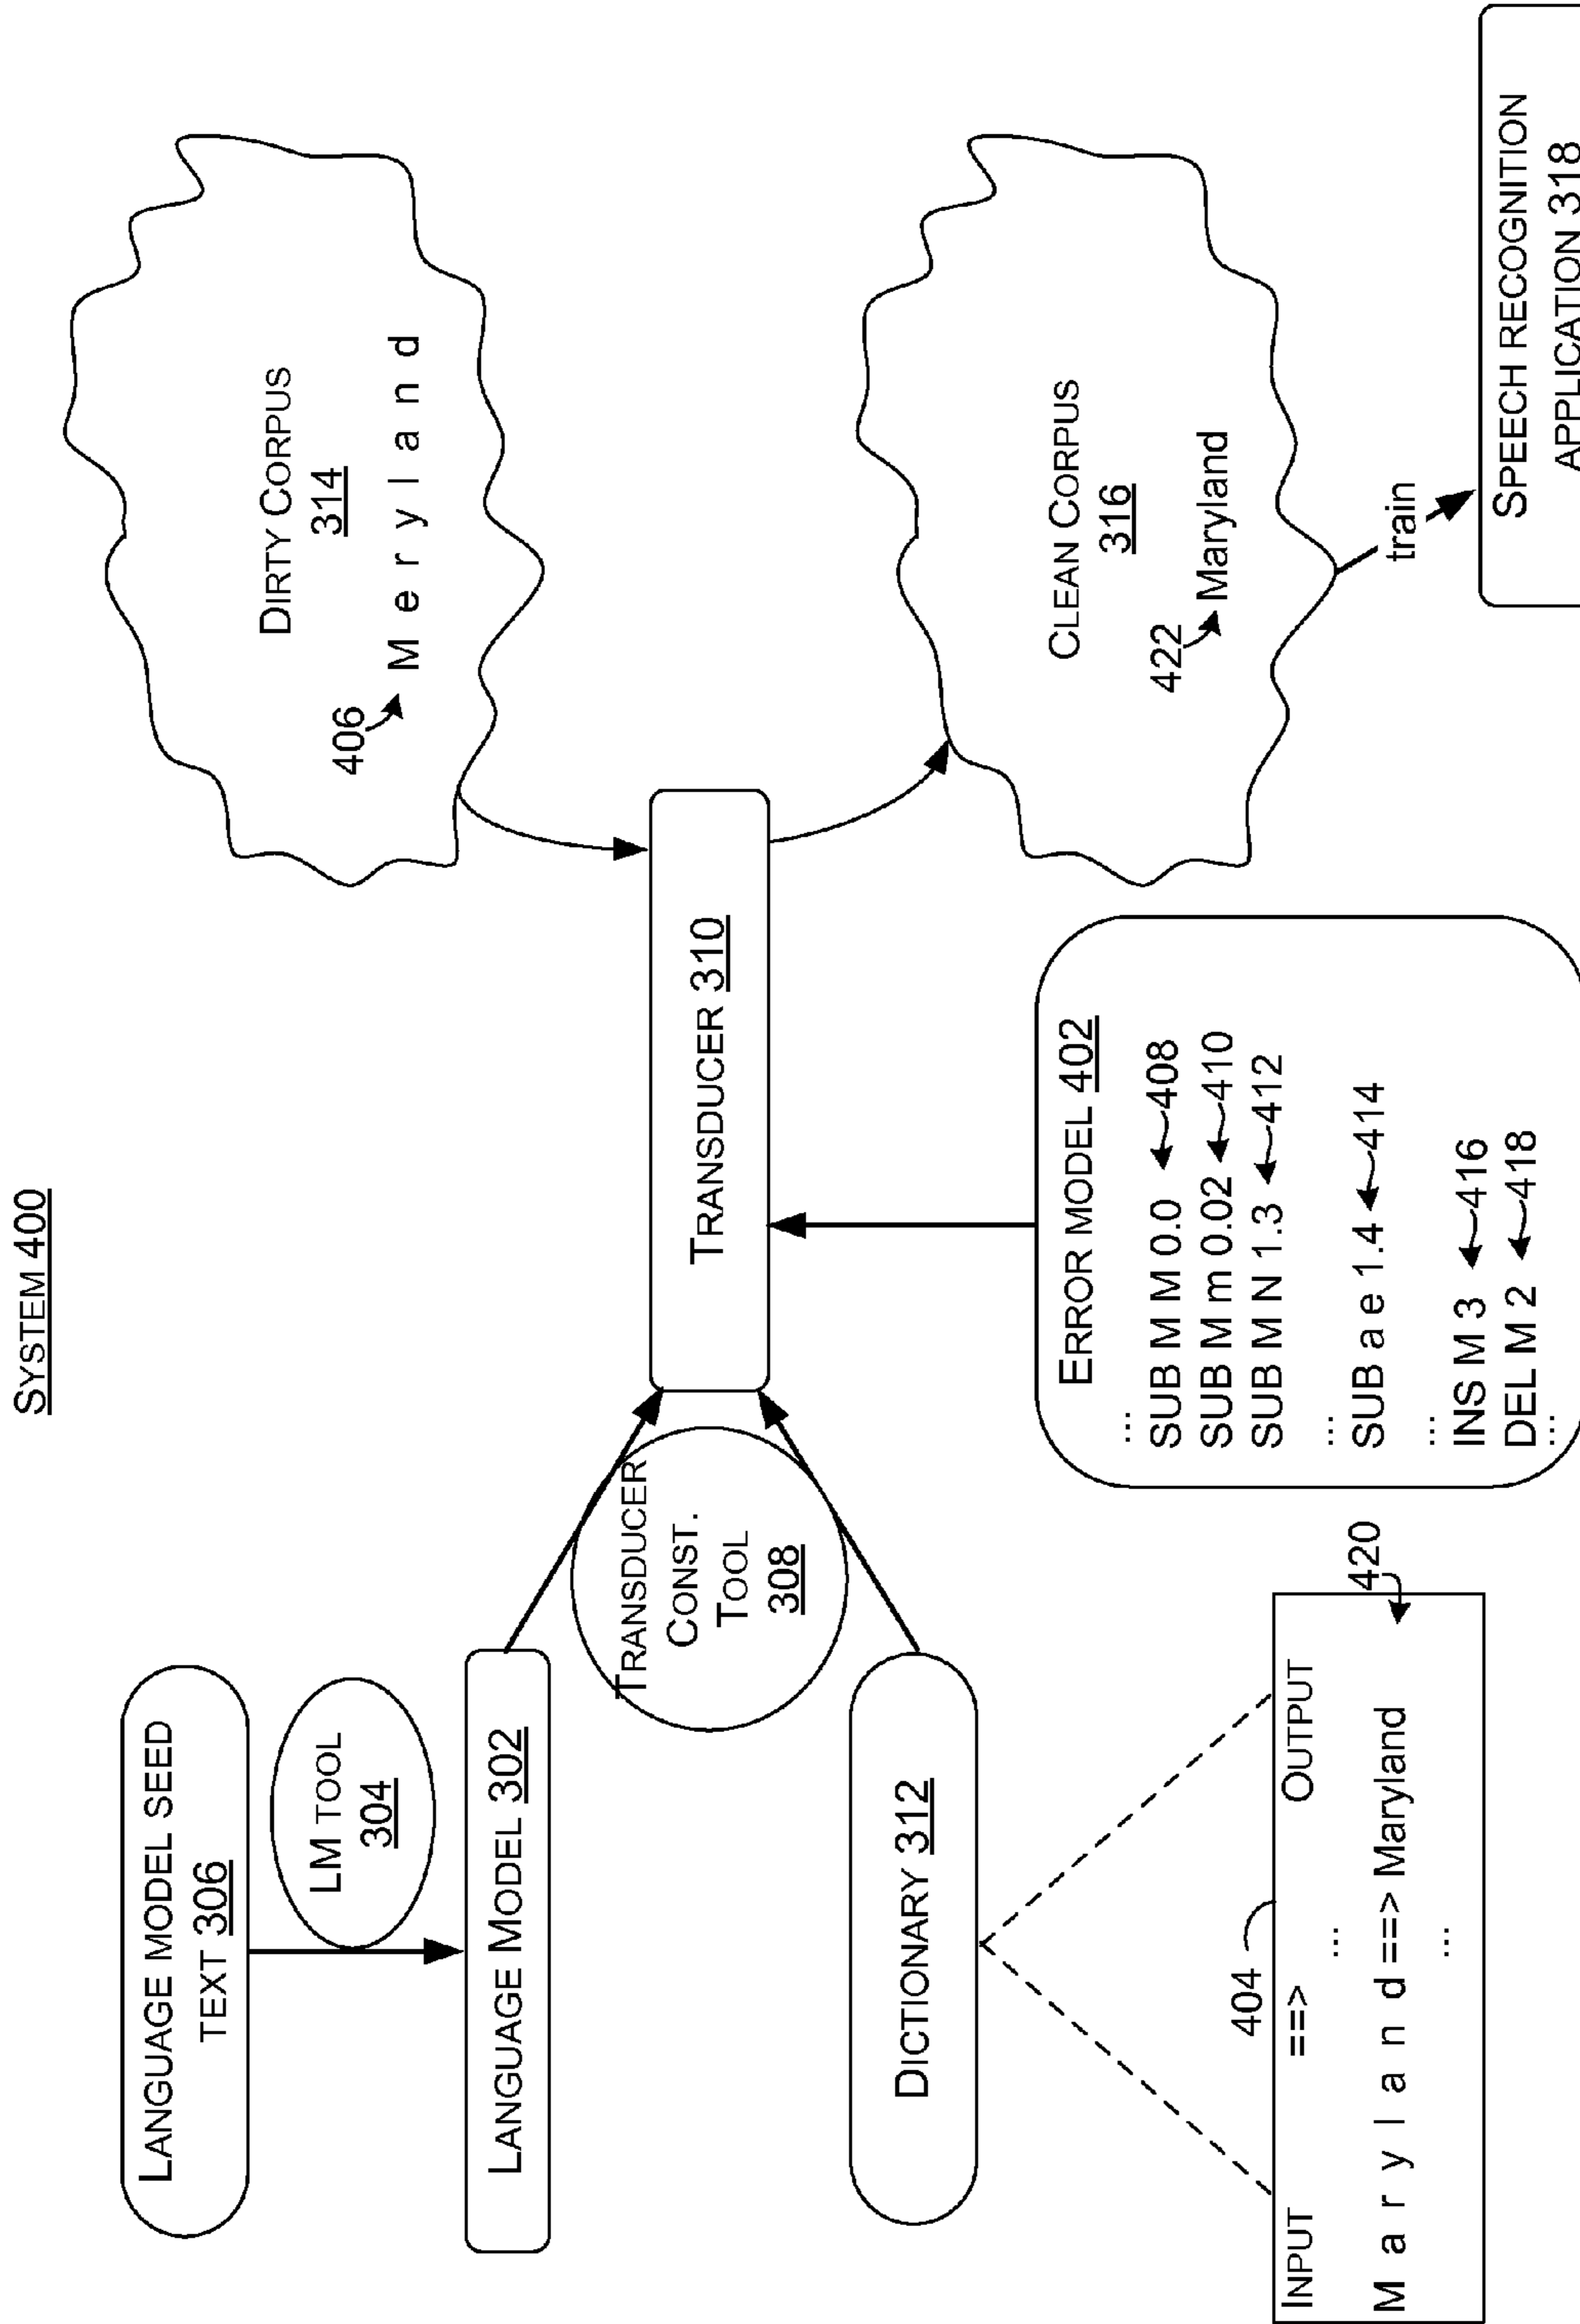 SYSTEM 400
LANGUAGE MODEL SEED
TEXT 306
LM TOOL
304
LANGUAGE MODEL 302
TRANSDUCER
CONST.
TOOL
308
DICTIONARY 312
404
INPUT ==> OUTPUT
...
M a r y l a n d ==> Maryland
...
420
TRANSDUCER 310
ERROR MODEL 402
...
SUB M M 0.0 408
SUB M m 0.02 410
SUB M N 1.3 412
...
SUB a e 1.4 414
...
INS M 3 416
DEL M 2 418
...
DIRTY CORPUS
314
406 M e r y l a n d
CLEAN CORPUS
316
422 Maryland
train
SPEECH RECOGNITION
APPLICATION 318